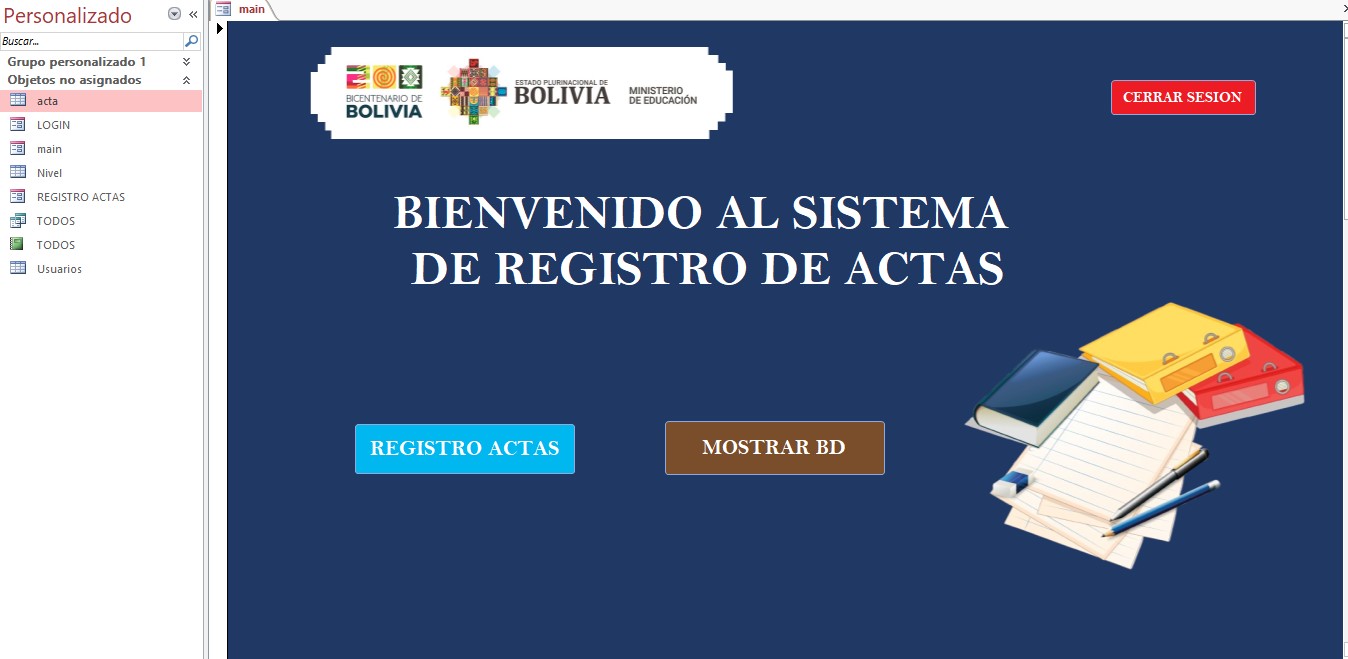 Personalizado
Buscar...
Grupo personalizado 1
Objetos no asignados
acta
LOGIN
main
Nivel
REGISTRO ACTAS
TODOS
TODOS
Usuarios
main
BICENTENARIO DE
BOLIVIA
ESTADO PLURINACIONAL DE
BOLIVIA
MINISTERIO
DE EDUCACIÓN
CERRAR SESION
BIENVENIDO AL SISTEMA
DE REGISTRO DE ACTAS
REGISTRO ACTAS
MOSTRAR BD